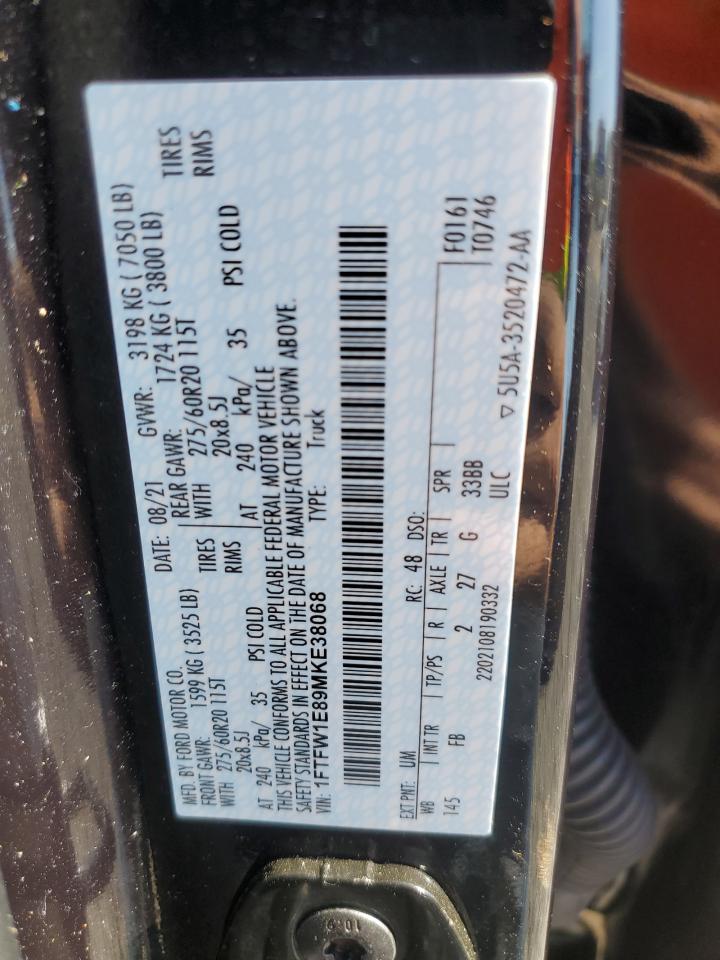 MFD. BY FORD MOTOR CO.
DATE: 08/21 GVWR: 3198 KG ( 7050 LB)
FRONT GAWR: 1599 KG ( 3525 LB)
REAR GAWR: 1724 KG ( 3800 LB)
WITH 275/60R20 115T TIRES
WITH 275/60R20 115T TIRES
20x8.5J RIMS
20x8.5J RIMS
AT 240 kPa/ 35 PSI COLD
AT 240 kPa/ 35 PSI COLD
THIS VEHICLE CONFORMS TO ALL APPLICABLE FEDERAL MOTOR VEHICLE
SAFETY STANDARDS IN EFFECT ON THE DATE OF MANUFACTURE SHOWN ABOVE.
VIN: 1FTFW1E89MKE38068 TYPE: Truck
EXT PNT: UM RC: 48 DSO: F0161
WB INT TR TP/PS R AXLE TR SPR T0746
145 FB 2 27 G 33BB
2202108190332 ULC ▽ 5U5A-3520472-AA
10.9